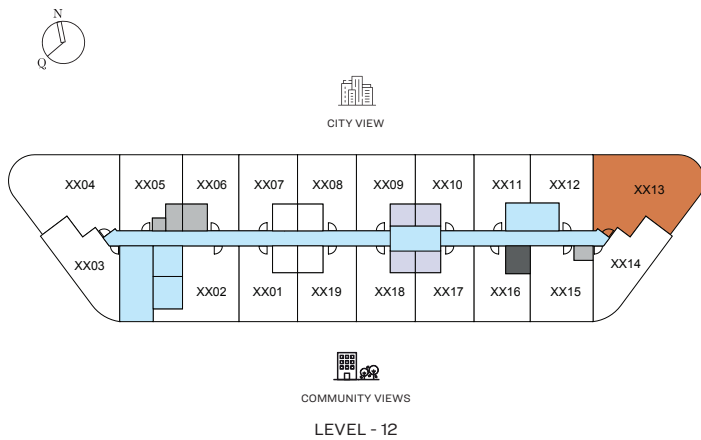 N
Q
CITY VIEW
XX04 XX05 XX06 XX07 XX08 XX09 XX10 XX11 XX12 XX13
XX03 XX14
XX02 XX01 XX19 XX18 XX17 XX16 XX15
COMMUNITY VIEWS
LEVEL - 12